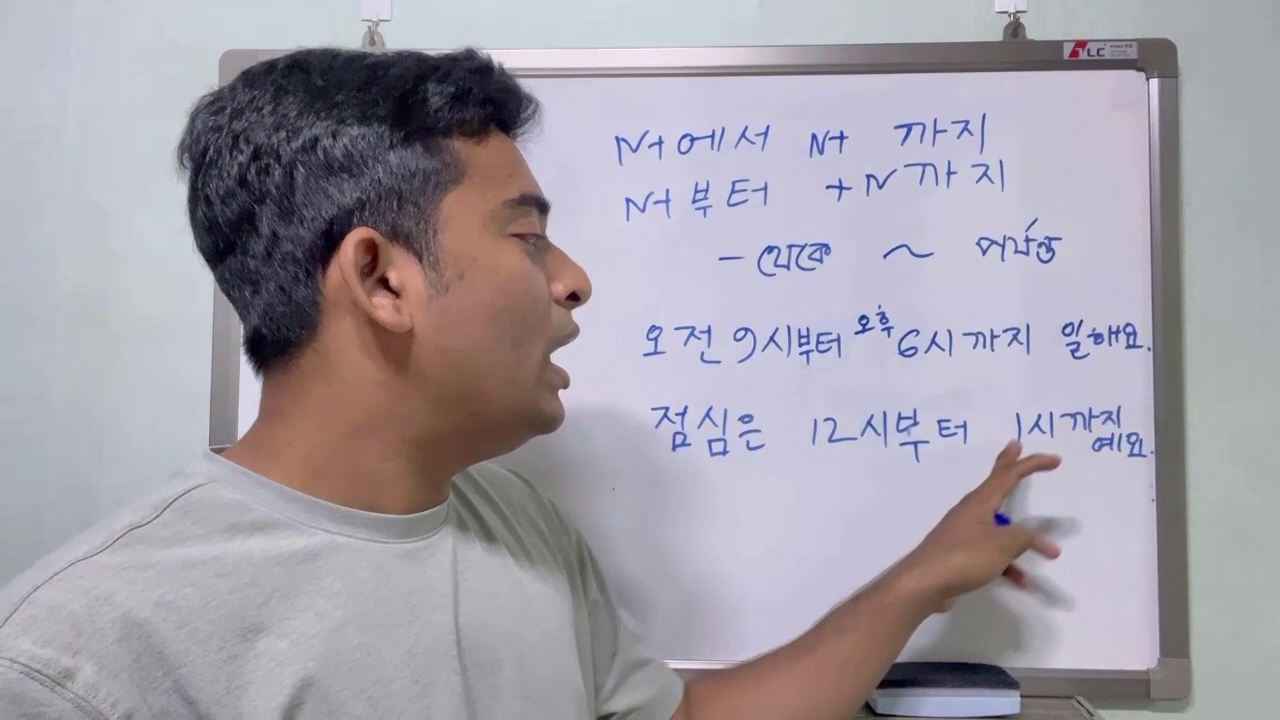 TLC
N+에서 N+ 까지
N+부터 +N까지
- থেকে ~ পর্যন্ত
오전 9시부터 오후 6시까지 일해요.
점심은 12시부터 1시까지
예요.